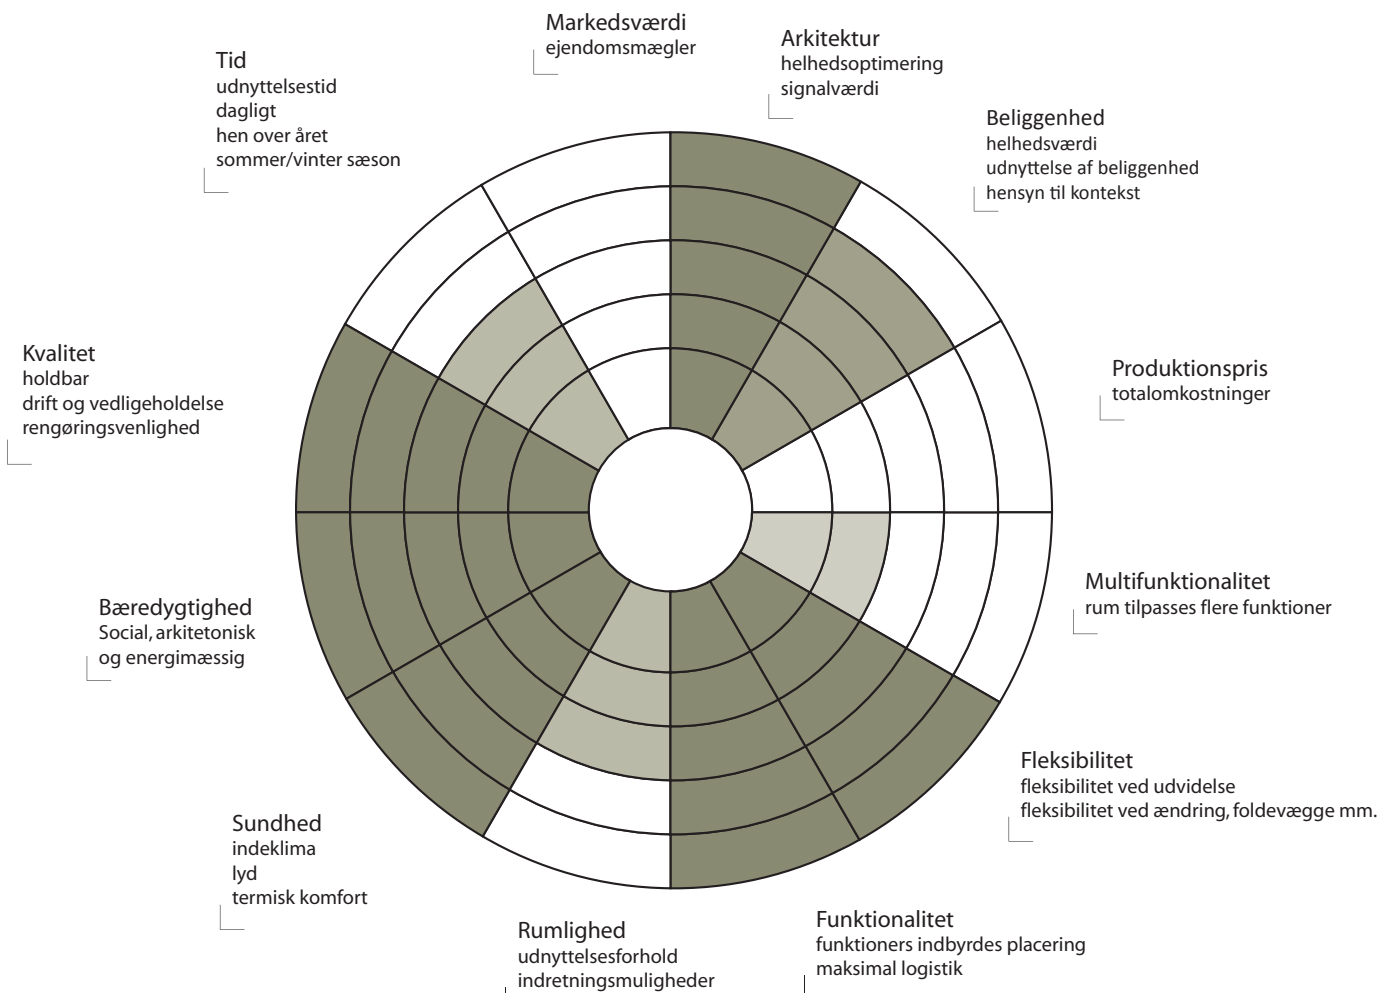 Markedsværdi
ejendomsmægler
Arkitektur
helhedsoptimering
signalværdi
Beliggenhed
helhedsværdi
udnyttelse af beliggenhed
hensyn til kontekst
Produktionspris
totalomkostninger
Multifunktionalitet
rum tilpasses flere funktioner
Fleksibilitet
fleksibilitet ved udvidelse
fleksibilitet ved ændring, foldevægge mm.
Funktionalitet
funktioners indbyrdes placering
maksimal logistik
Rumlighed
udnyttelsesforhold
indretningsmuligheder
Sundhed
indeklima
lyd
termisk komfort
Bæredygtighed
Social, arkitetonisk
og energimæssig
Kvalitet
holdbar
drift og vedligeholdelse
rengøringsvenlighed
Tid
udnyttelsestid
dagligt
hen over året
sommer/vinter sæson